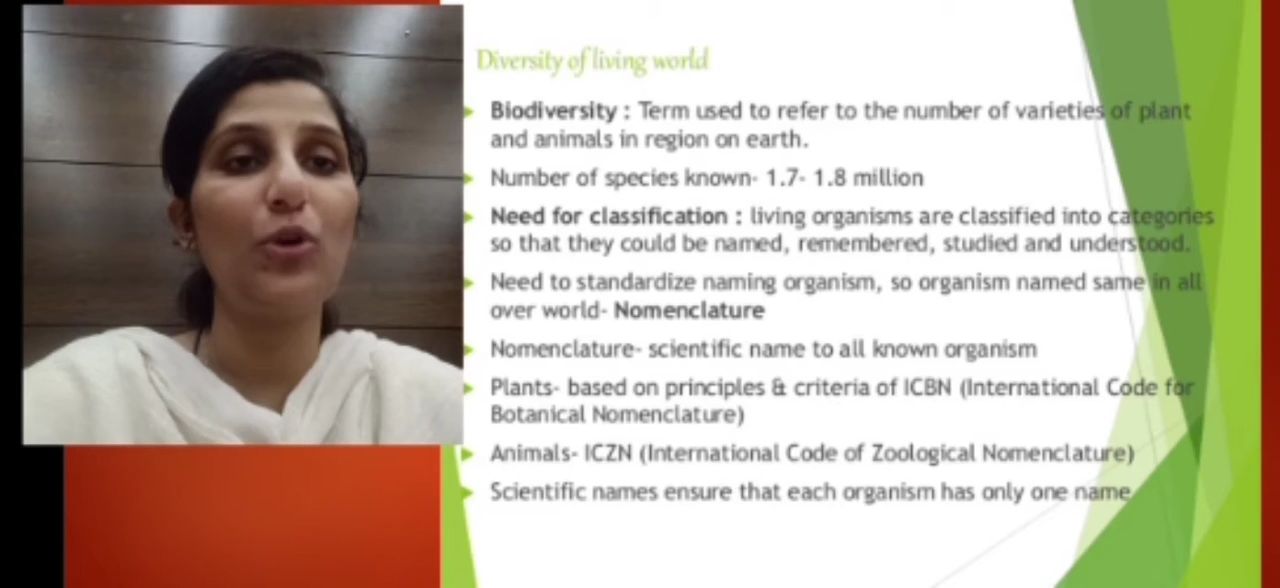 Diversity of living world
Biodiversity : Term used to refer to the number of varieties of plant
and animals in region on earth.
Number of species known- 1.7- 1.8 million
Need for classification : living organisms are classified into categories
so that they could be named, remembered, studied and understood.
Need to standardize naming organism, so organism named same in all
over world- Nomenclature
Nomenclature- scientific name to all known organism
Plants- based on principles & criteria of ICBN (International Code for
Botanical Nomenclature)
Animals- ICZN (International Code of Zoological Nomenclature)
Scientific names ensure that each organism has only one name